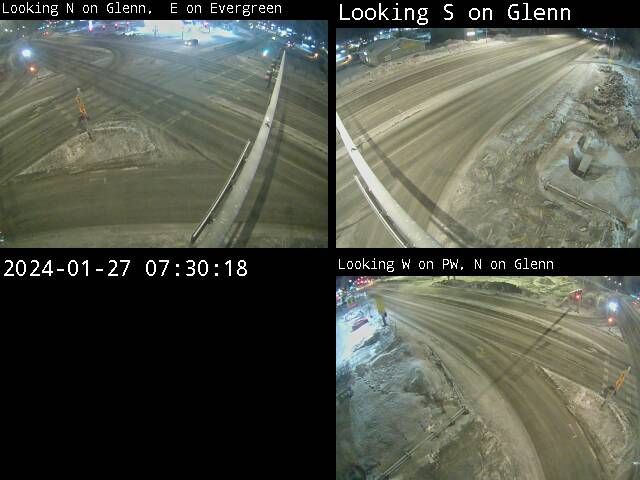 Looking N on Glenn,  E on Evergreen
Looking S on Glenn
2024-01-27 07:30:18
Looking W on PW, N on Glenn